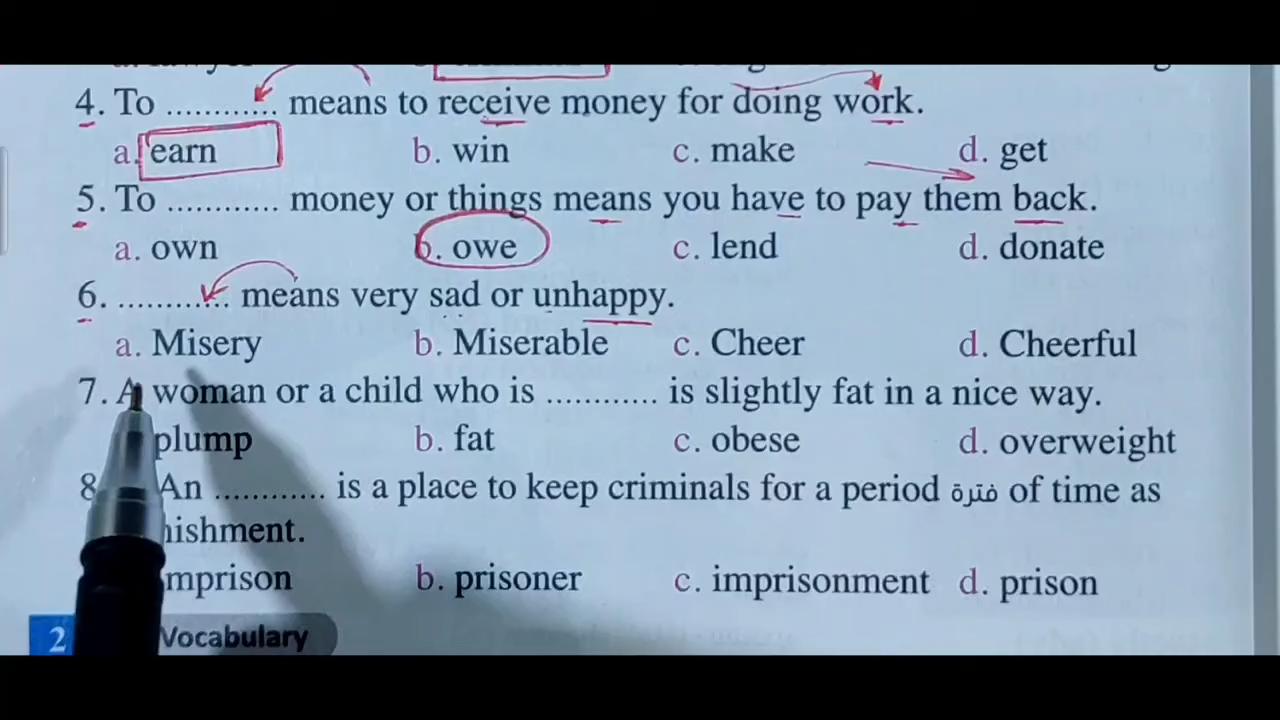 4. To ............ means to receive money for doing work.
a. earn b. win c. make d. get
5. To ............ money or things means you have to pay them back.
a. own b. owe c. lend d. donate
6. ............ means very sad or unhappy.
a. Misery b. Miserable c. Cheer d. Cheerful
7. A woman or a child who is ............ is slightly fat in a nice way.
plump b. fat c. obese d. overweight
8 An ............ is a place to keep criminals for a period فترة of time as
nishment.
mprison b. prisoner c. imprisonment d. prison
2 Vocabulary